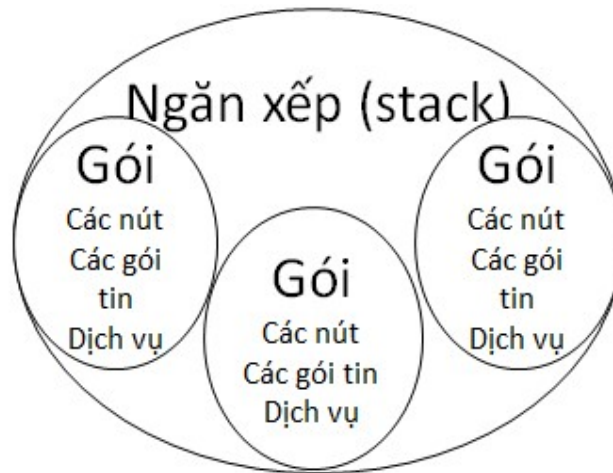 Ngăn xếp (stack)
Gói
Các nút
Các gói
tin
Dịch vụ
Gói
Các nút
Các gói tin
Dịch vụ
Gói
Các nút
Các gói
tin
Dịch vụ